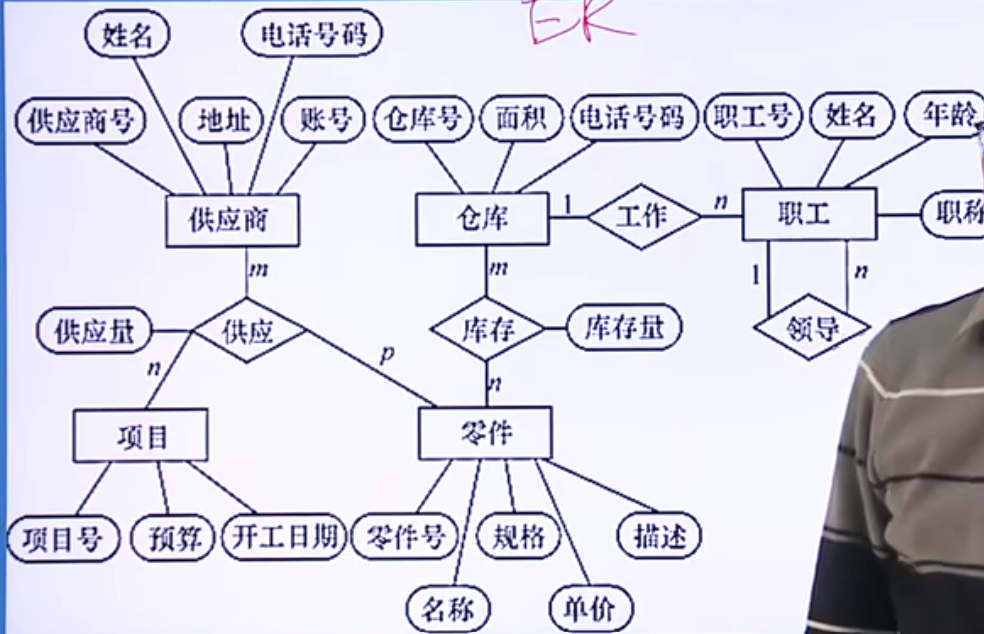 ER
姓名 电话号码
供应商号 地址 账号 仓库号 面积 电话号码 职工号 姓名 年龄
供应商 仓库 1 工作 n 职工 职称
m m 1 n
供应量 供应 库存 库存量 领导
n p n
项目 零件
项目号 预算 开工日期 零件号 规格 描述
名称 单价